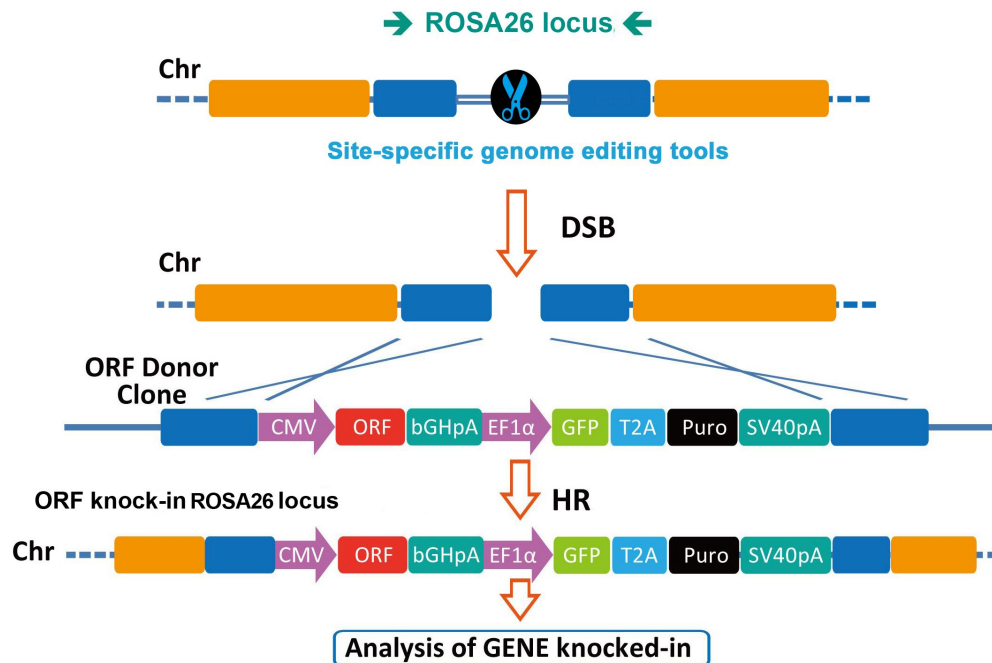 ROSA26 locus
Chr
Site-specific genome editing tools
DSB
Chr
ORF Donor
Clone
CMV ORF bGHpA EF1α GFP T2A Puro SV40pA
HR
ORF knock-in ROSA26 locus
Chr CMV ORF bGHpA EF1α GFP T2A Puro SV40pA
Analysis of GENE knocked-in